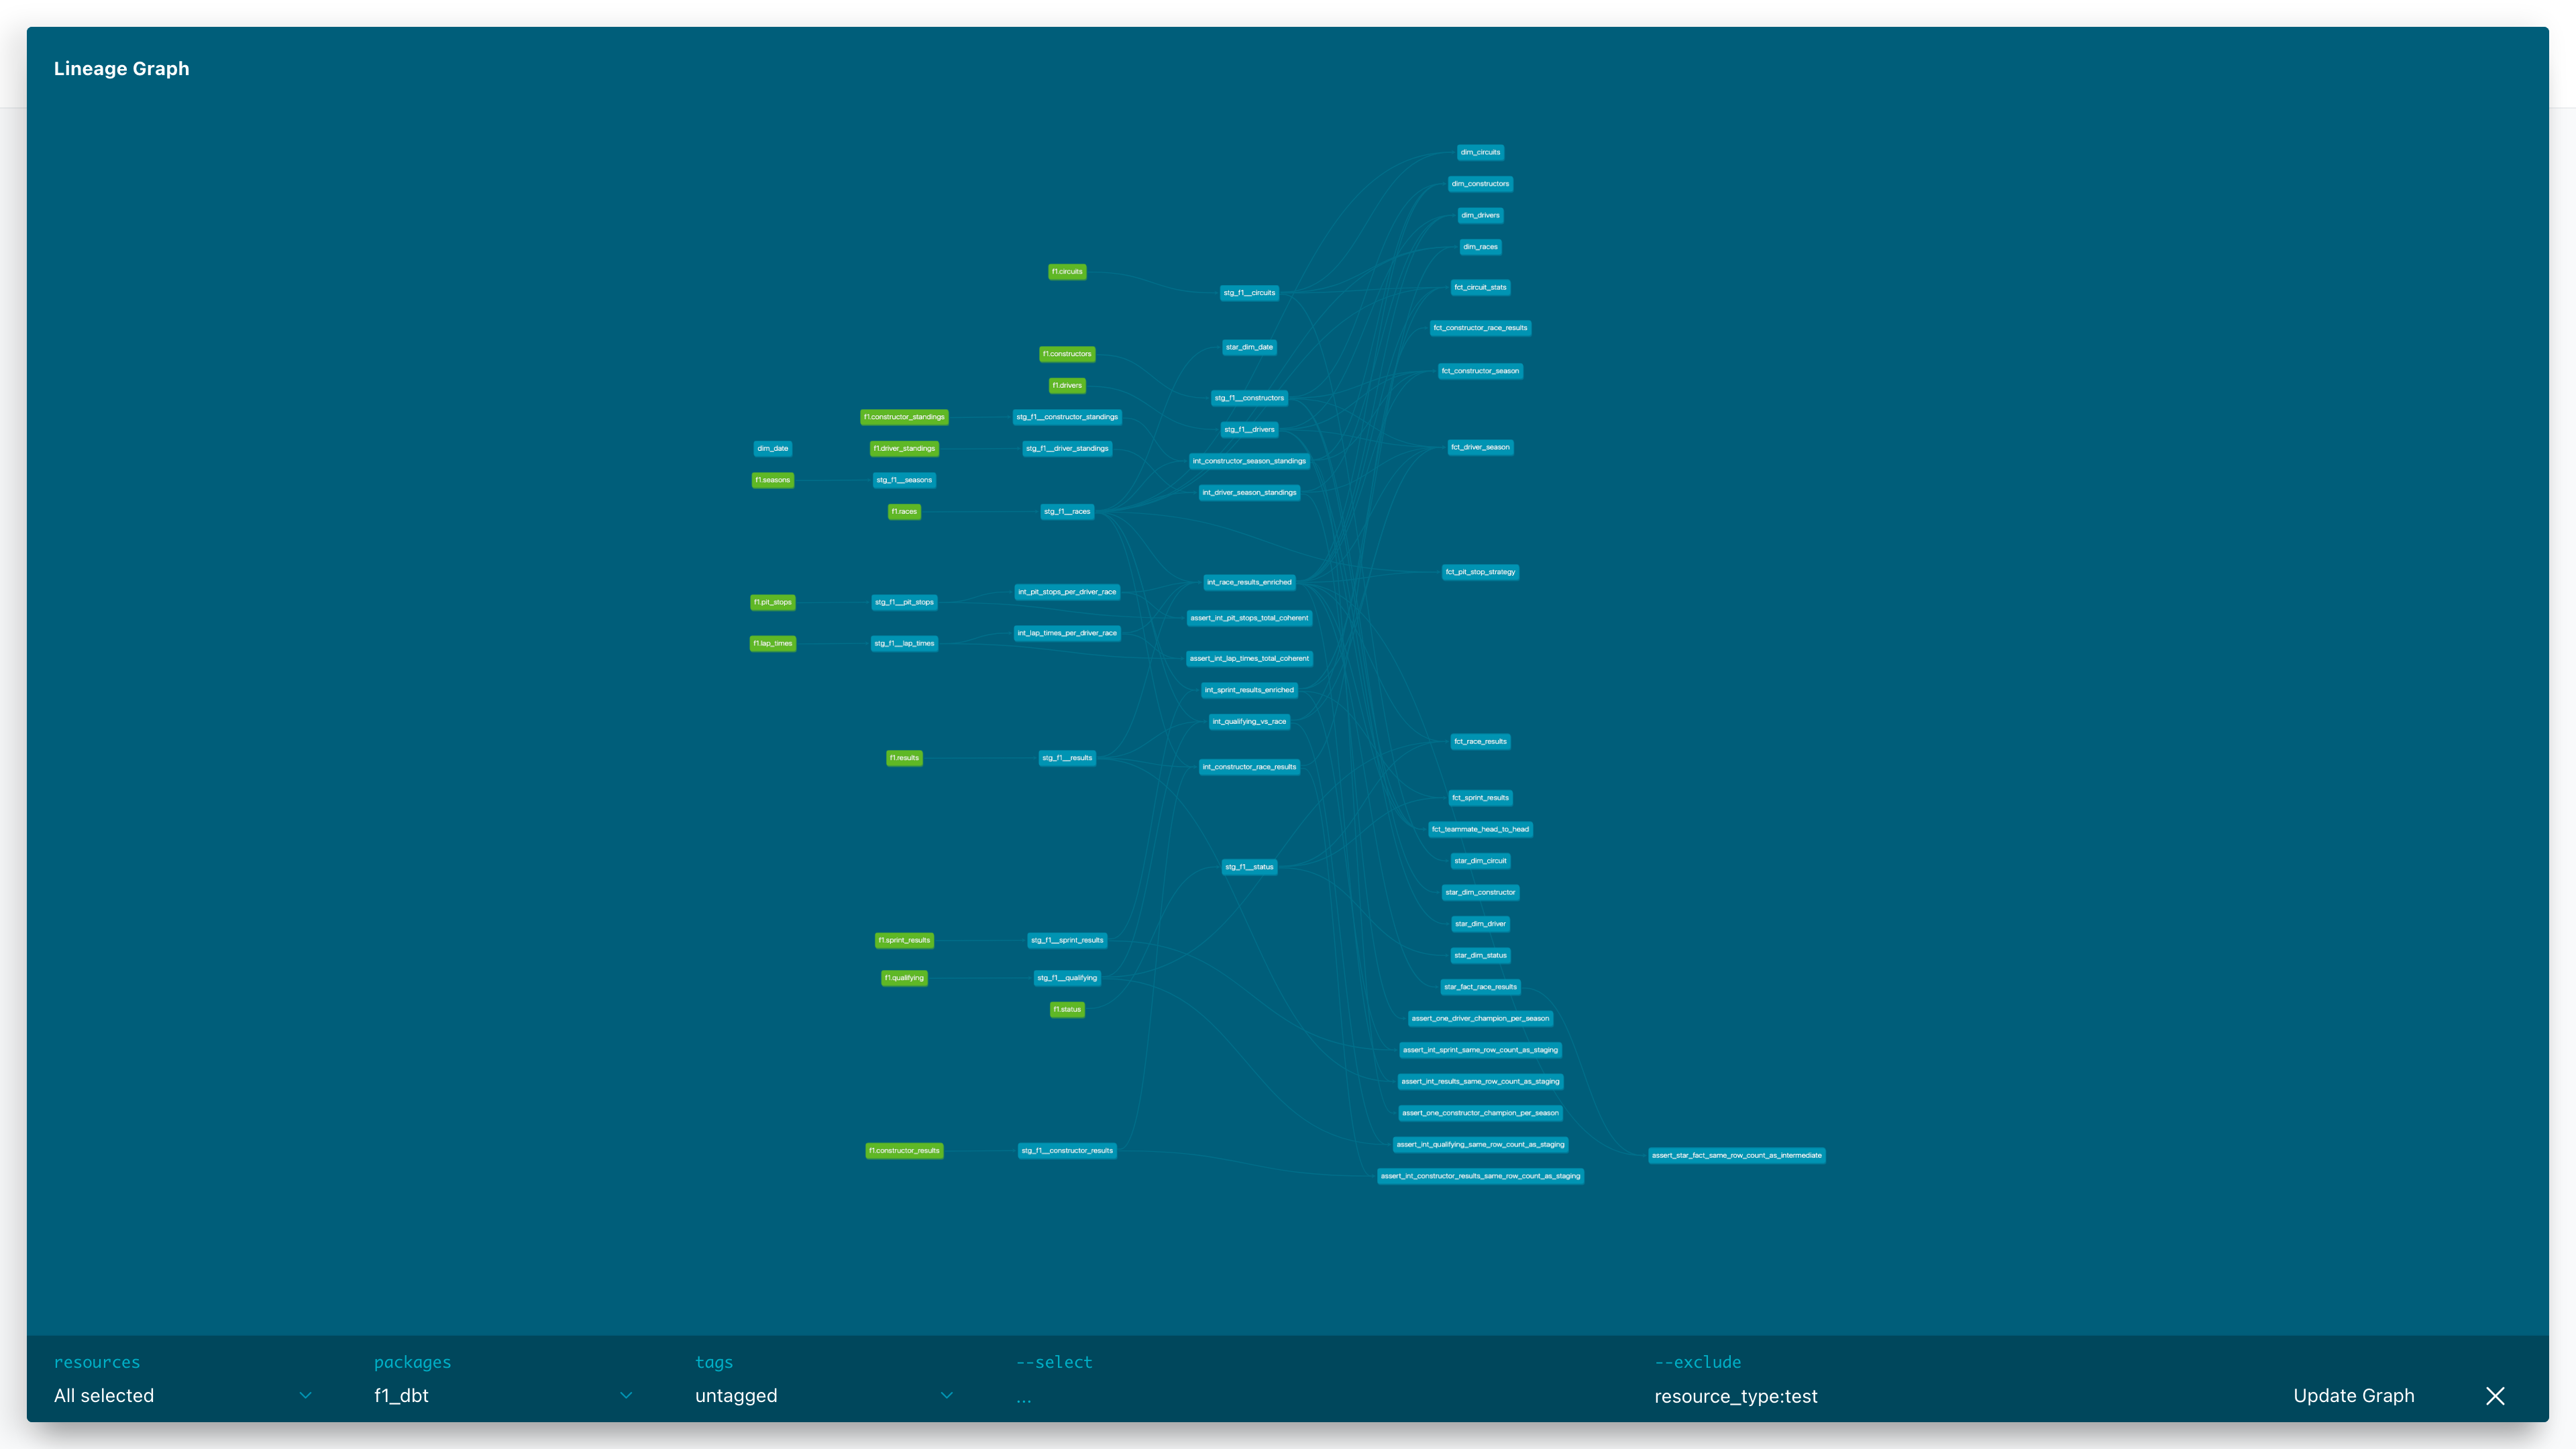 Lineage Graph
dim_circuits
dim_constructors
dim_drivers
dim_races
f1.circuits
fct_circuit_stats
stg_f1__circuits
fct_constructor_race_results
star_dim_date
f1.constructors
fct_constructor_season
f1.drivers
stg_f1__constructors
f1.constructor_standings
stg_f1__constructor_standings
stg_f1__drivers
dim_date
f1.driver_standings
stg_f1__driver_standings
fct_driver_season
int_constructor_season_standings
f1.seasons
stg_f1__seasons
int_driver_season_standings
f1.races
stg_f1__races
fct_pit_stop_strategy
int_race_results_enriched
int_pit_stops_per_driver_race
f1.pit_stops
stg_f1__pit_stops
assert_int_pit_stops_total_coherent
int_lap_times_per_driver_race
f1.lap_times
stg_f1__lap_times
assert_int_lap_times_total_coherent
int_sprint_results_enriched
int_qualifying_vs_race
fct_race_results
f1.results
stg_f1__results
int_constructor_race_results
fct_sprint_results
fct_teammate_head_to_head
star_dim_circuit
stg_f1__status
star_dim_constructor
star_dim_driver
f1.sprint_results
stg_f1__sprint_results
star_dim_status
f1.qualifying
stg_f1__qualifying
star_fact_race_results
f1.status
assert_one_driver_champion_per_season
assert_int_sprint_same_row_count_as_staging
assert_int_results_same_row_count_as_staging
assert_one_constructor_champion_per_season
assert_int_qualifying_same_row_count_as_staging
f1.constructor_results
stg_f1__constructor_results
assert_star_fact_same_row_count_as_intermediate
assert_int_constructor_results_same_row_count_as_staging
resources packages tags --select --exclude
All selected f1_dbt untagged ... resource_type:test Update Graph